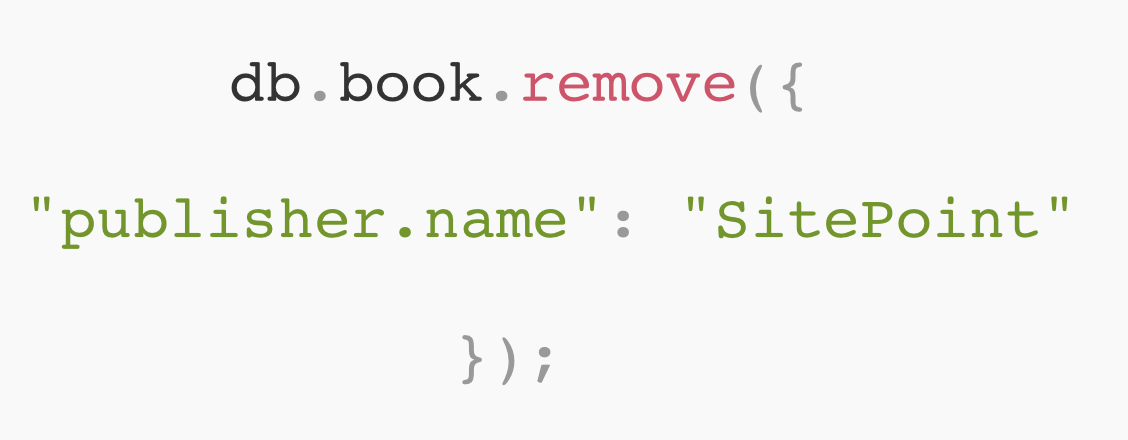 db.book.remove({
"publisher.name": "SitePoint"
});